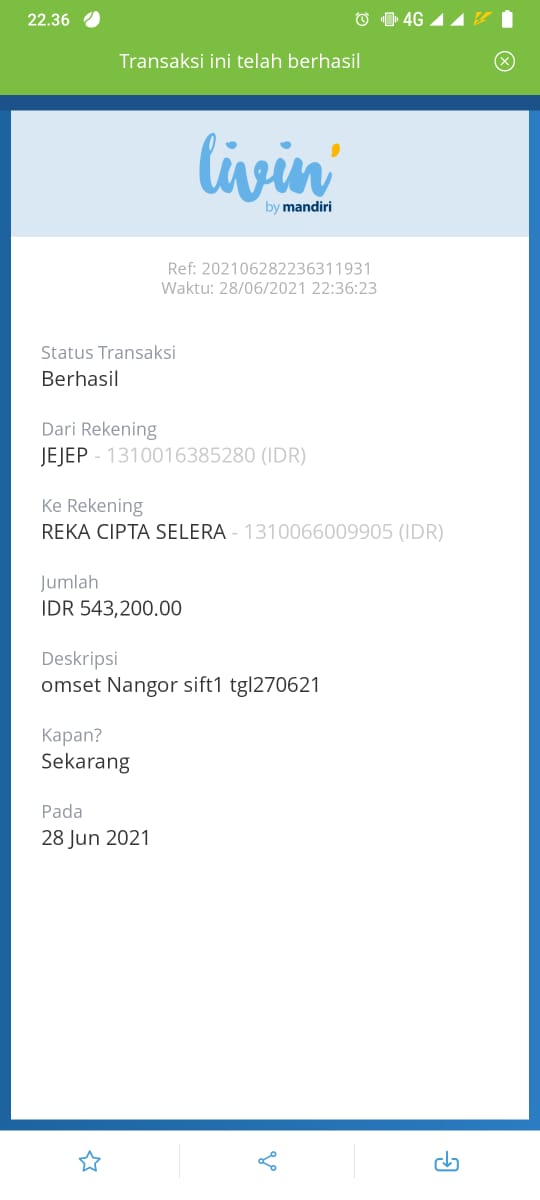 22.36
4G
Transaksi ini telah berhasil
livin'
by mandiri
Ref: 202106282236311931
Waktu: 28/06/2021 22:36:23
Status Transaksi
Berhasil
Dari Rekening
JEJEP - 1310016385280 (IDR)
Ke Rekening
REKA CIPTA SELERA - 1310066009905 (IDR)
Jumlah
IDR 543,200.00
Deskripsi
omset Nangor sift1 tgl270621
Kapan?
Sekarang
Pada
28 Jun 2021